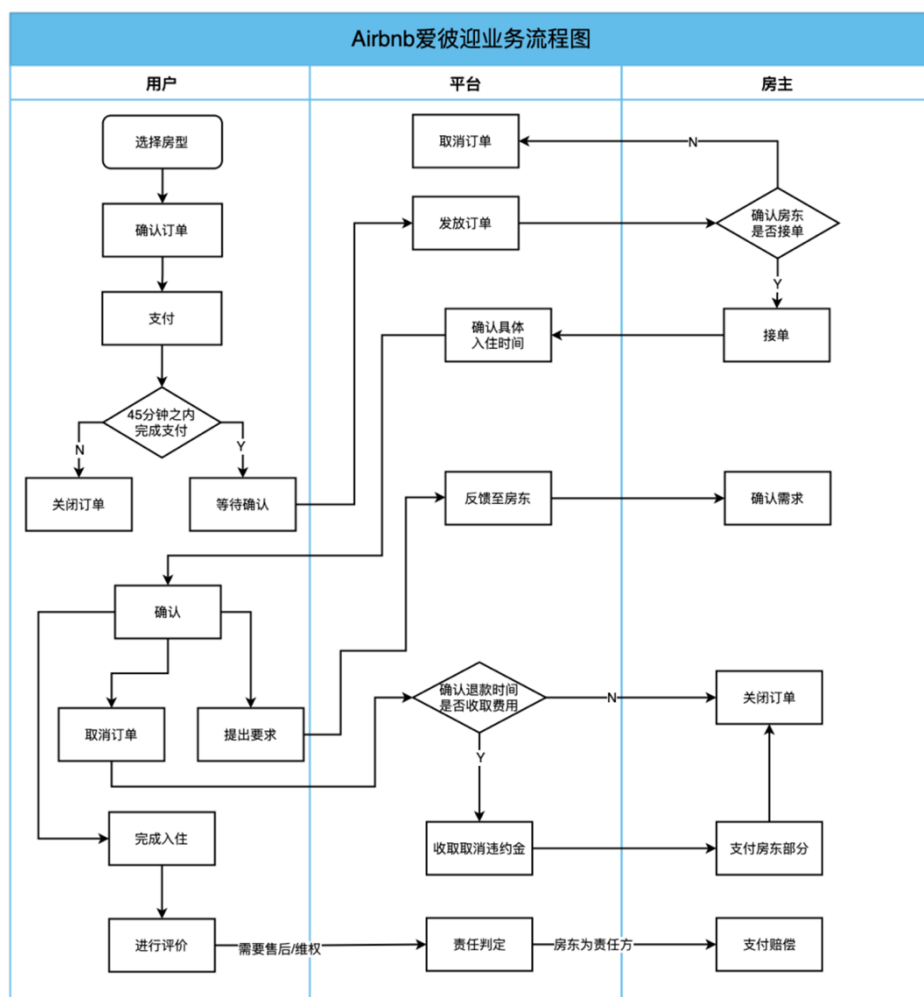 Airbnb爱彼迎业务流程图
用户
平台
房主
选择房型
取消订单
N
确认订单
发放订单
确认房东
是否接单
Y
支付
确认具体
入住时间
接单
45分钟之内
完成支付
N
Y
关闭订单
等待确认
反馈至房东
确认需求
确认
取消订单
提出要求
确认退款时间
是否收取费用
N
关闭订单
Y
完成入住
收取取消违约金
支付房东部分
进行评价
需要售后/维权
责任判定
房东为责任方
支付赔偿